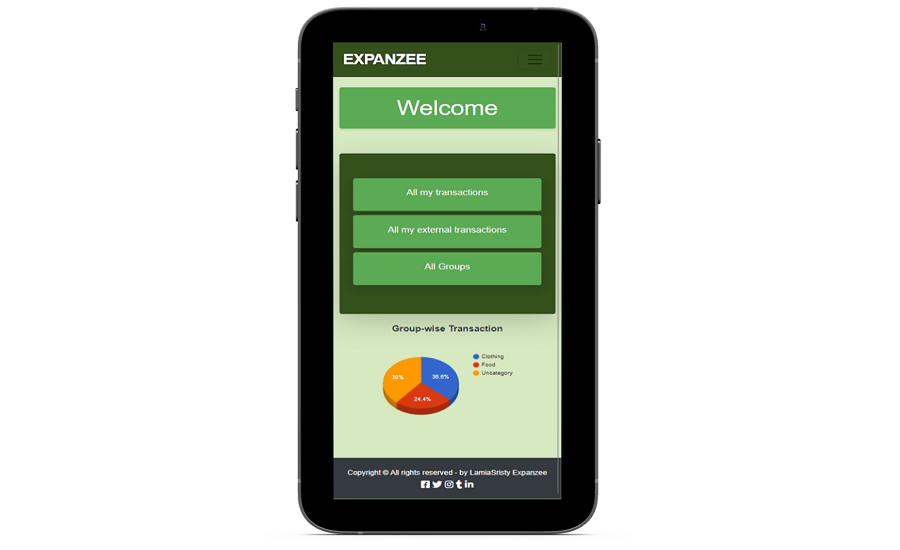 EXPANZEE
Welcome
All my transactions
All my external transactions
All Groups
Group-wise Transaction
Clothing
Food
Uncategory
39%
36.6%
24.4%
Copyright © All rights reserved - by LamiaSristy Expanzee